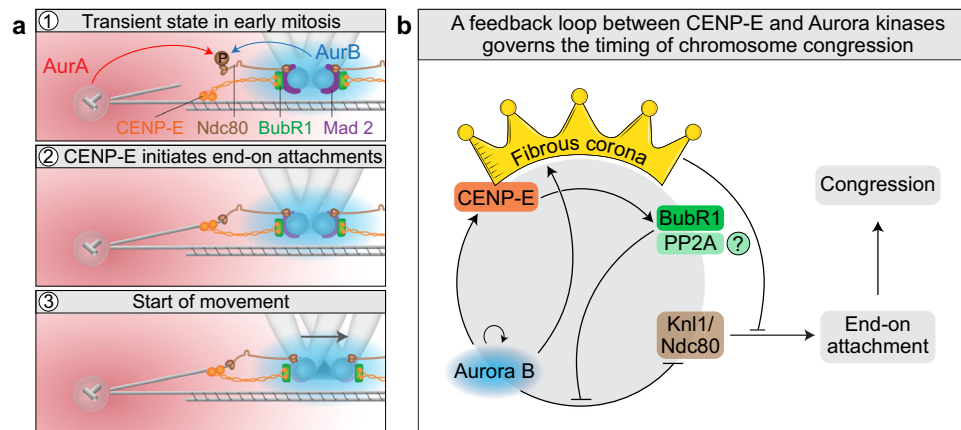 a
① Transient state in early mitosis
P
AurA
AurB
CENP-E Ndc80 BubR1 Mad 2
② CENP-E initiates end-on attachments
③ Start of movement
b
A feedback loop between CENP-E and Aurora kinases
governs the timing of chromosome congression
Fibrous corona
CENP-E
BubR1
PP2A ?
Congression
Knl1/
Ndc80
End-on
attachment
Aurora B